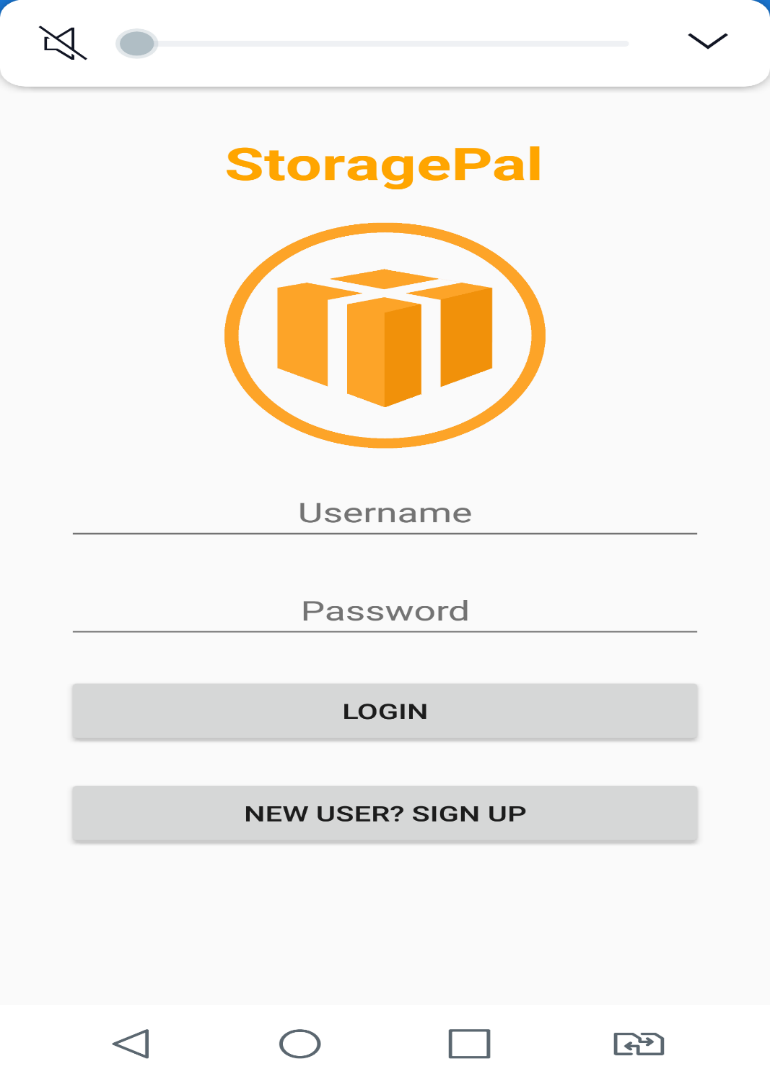 StoragePal
Username
Password
LOGIN
NEW USER? SIGN UP